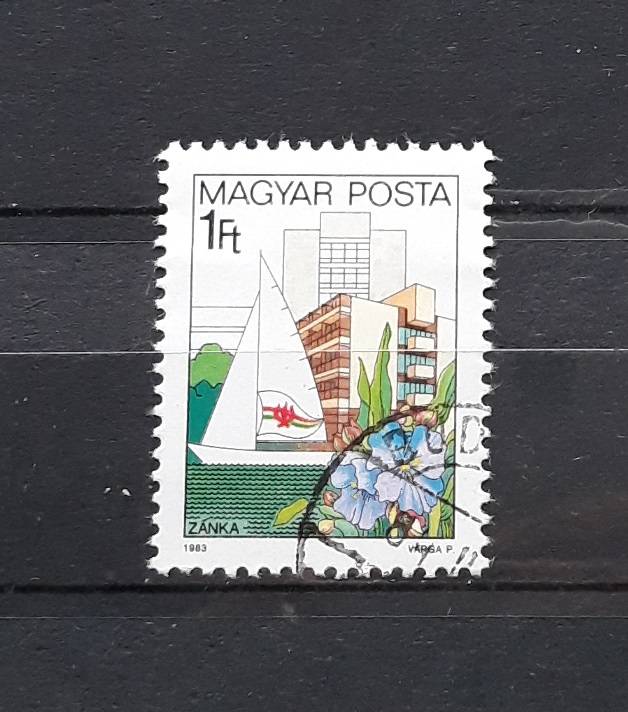 MAGYAR POSTA
1Ft
ZÁNKA
1983 VARGA P.